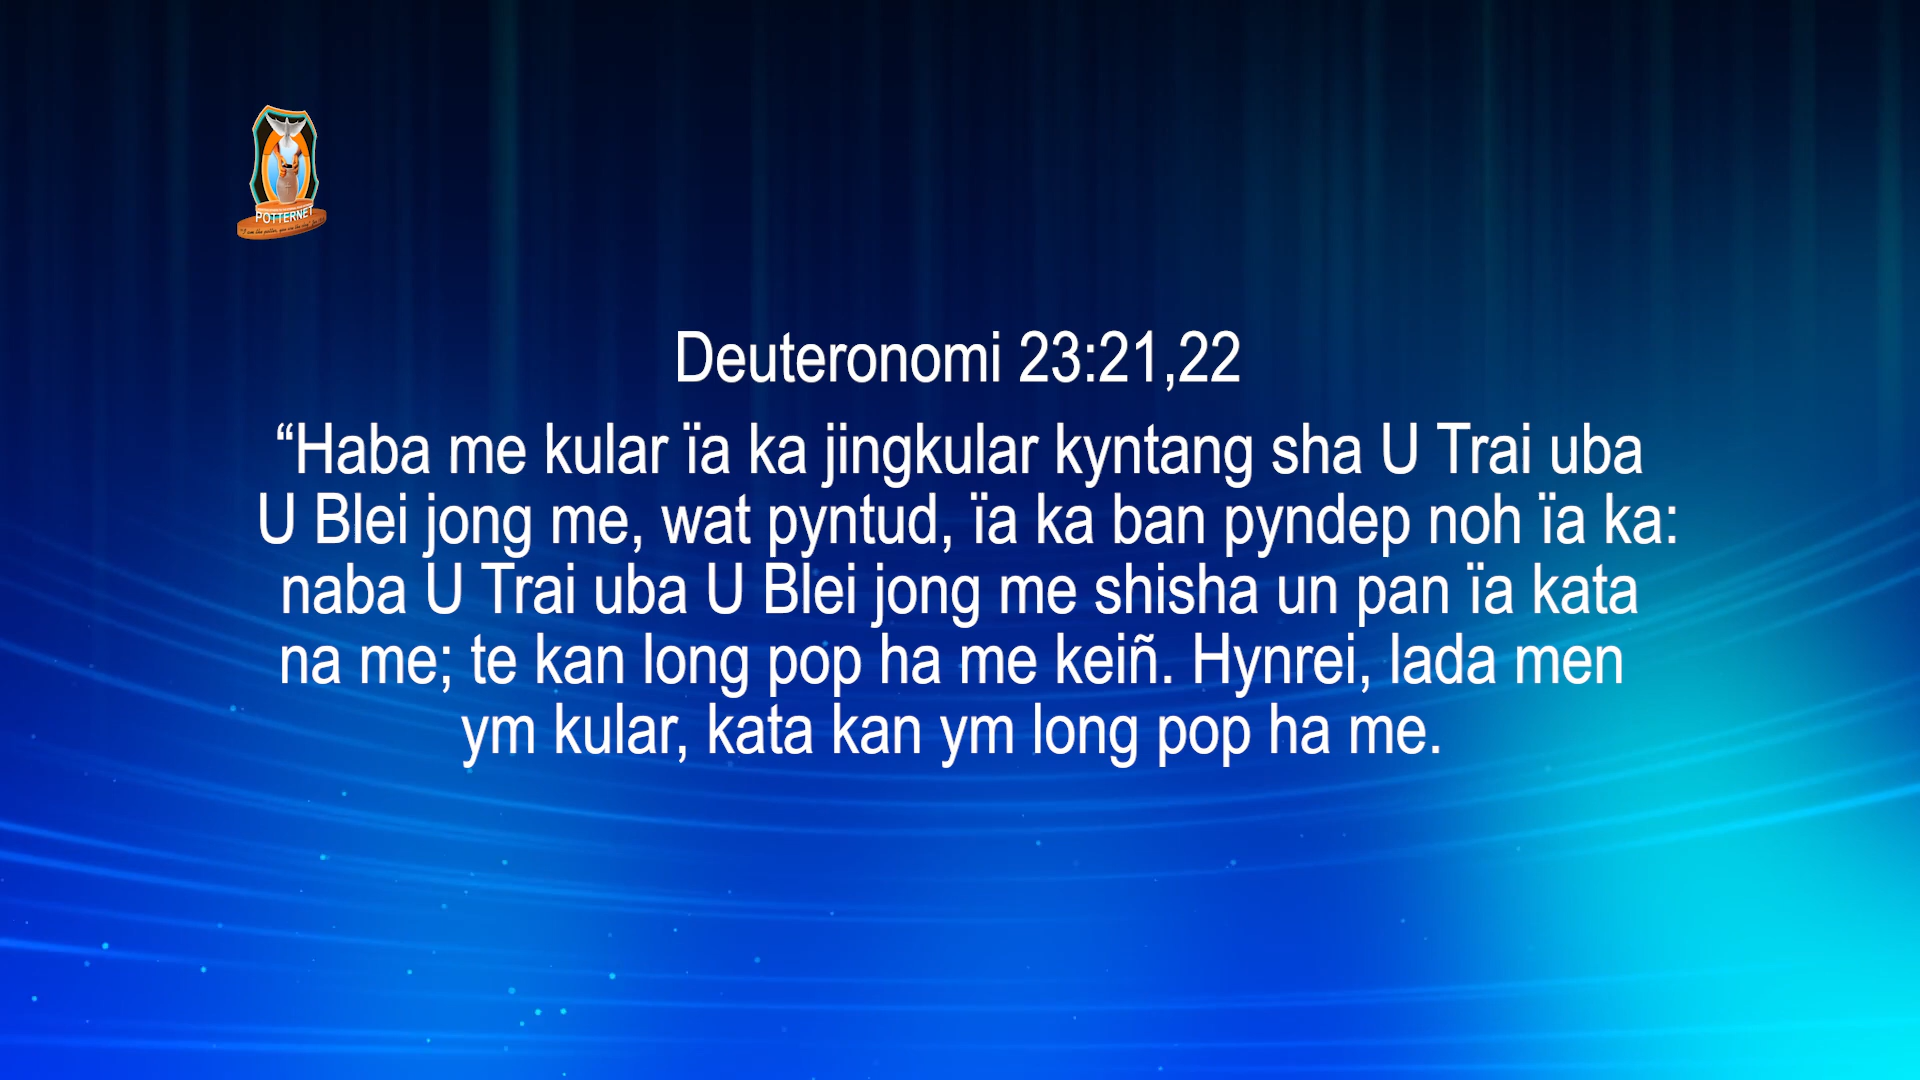 POTTERNET
Deuteronomi 23:21,22
“Haba me kular ïa ka jingkular kyntang sha U Trai uba
U Blei jong me, wat pyntud, ïa ka ban pyndep noh ïa ka:
naba U Trai uba U Blei jong me shisha un pan ïa kata
na me; te kan long pop ha me keiñ. Hynrei, lada men
ym kular, kata kan ym long pop ha me.